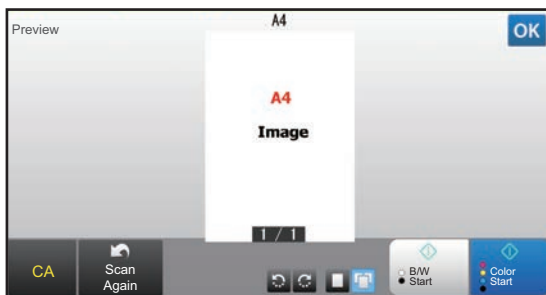 A4
Preview
OK
A4
Image
1 / 1
CA
Scan
Again
B/W
Start
Color
Start